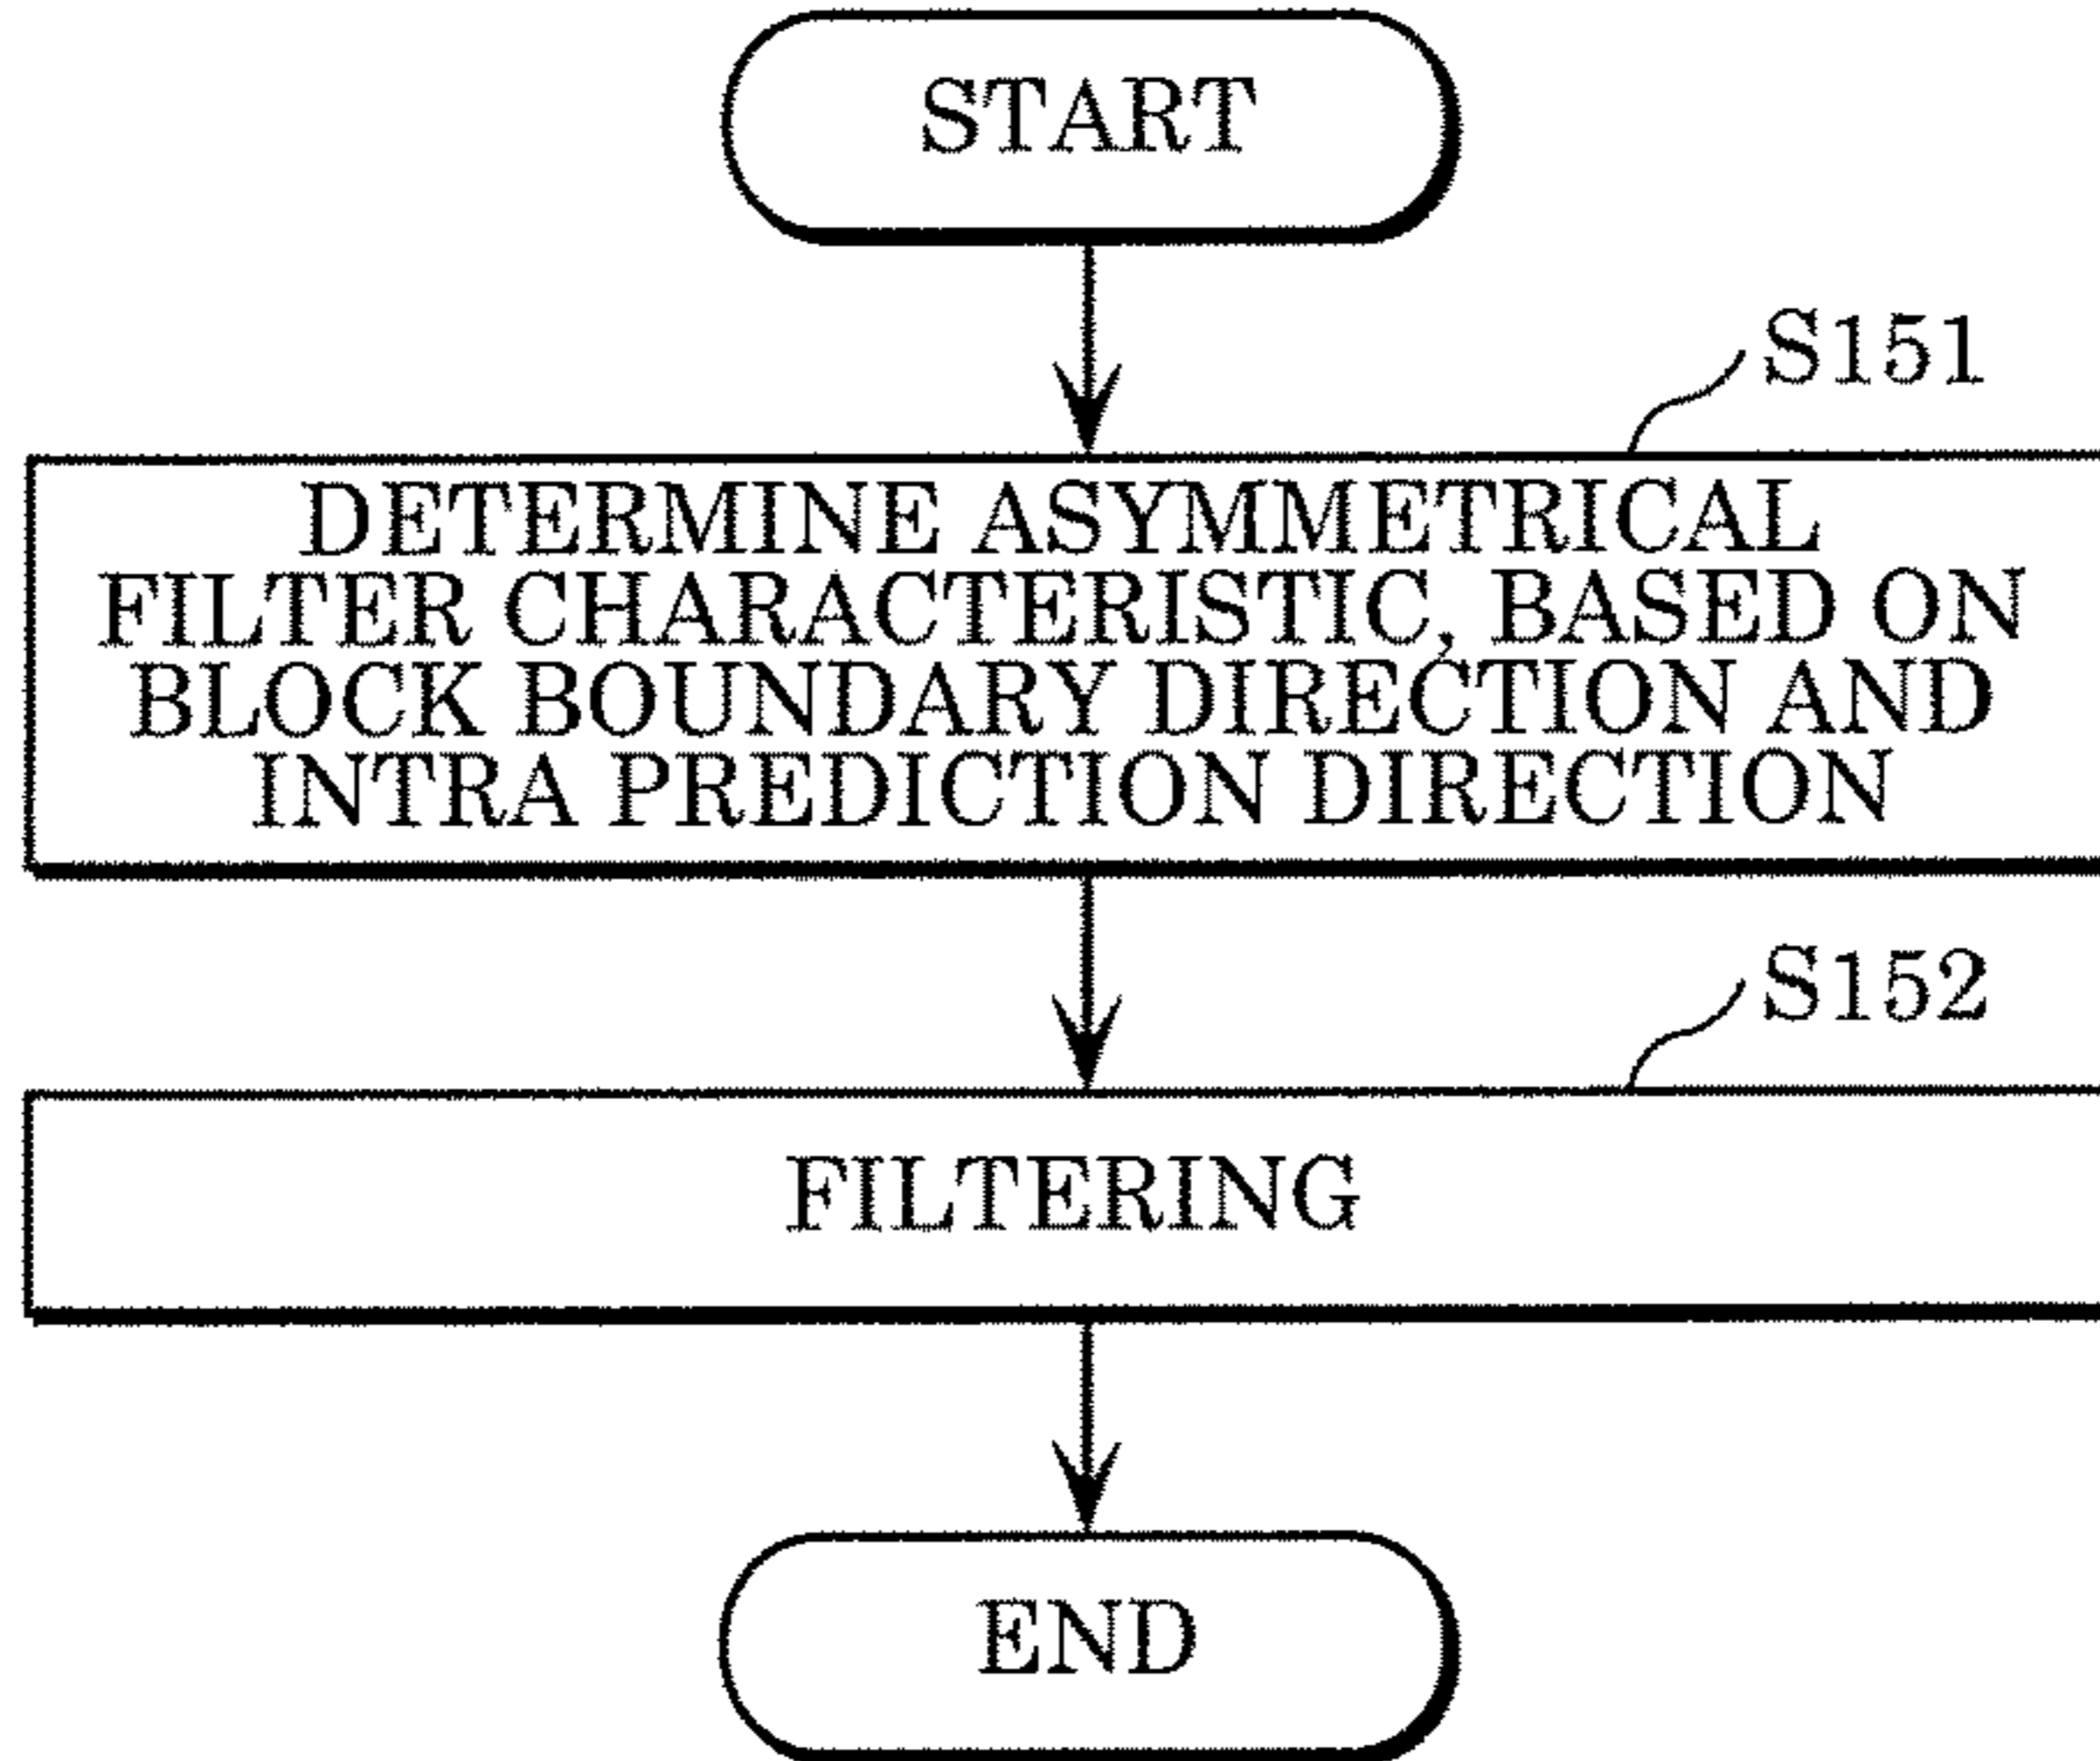 START
S151
DETERMINE ASYMMETRICAL
FILTER CHARACTERISTIC, BASED ON
BLOCK BOUNDARY DIRECTION AND
INTRA PREDICTION DIRECTION
S152
FILTERING
END